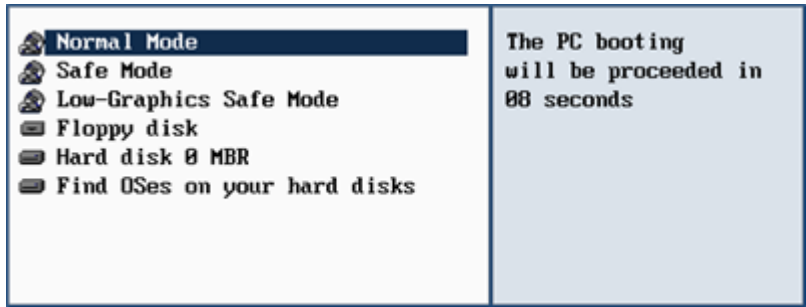 Normal Mode
Safe Mode
Low-Graphics Safe Mode
Floppy disk
Hard disk 0 MBR
Find OSes on your hard disks
The PC booting
will be proceeded in
08 seconds